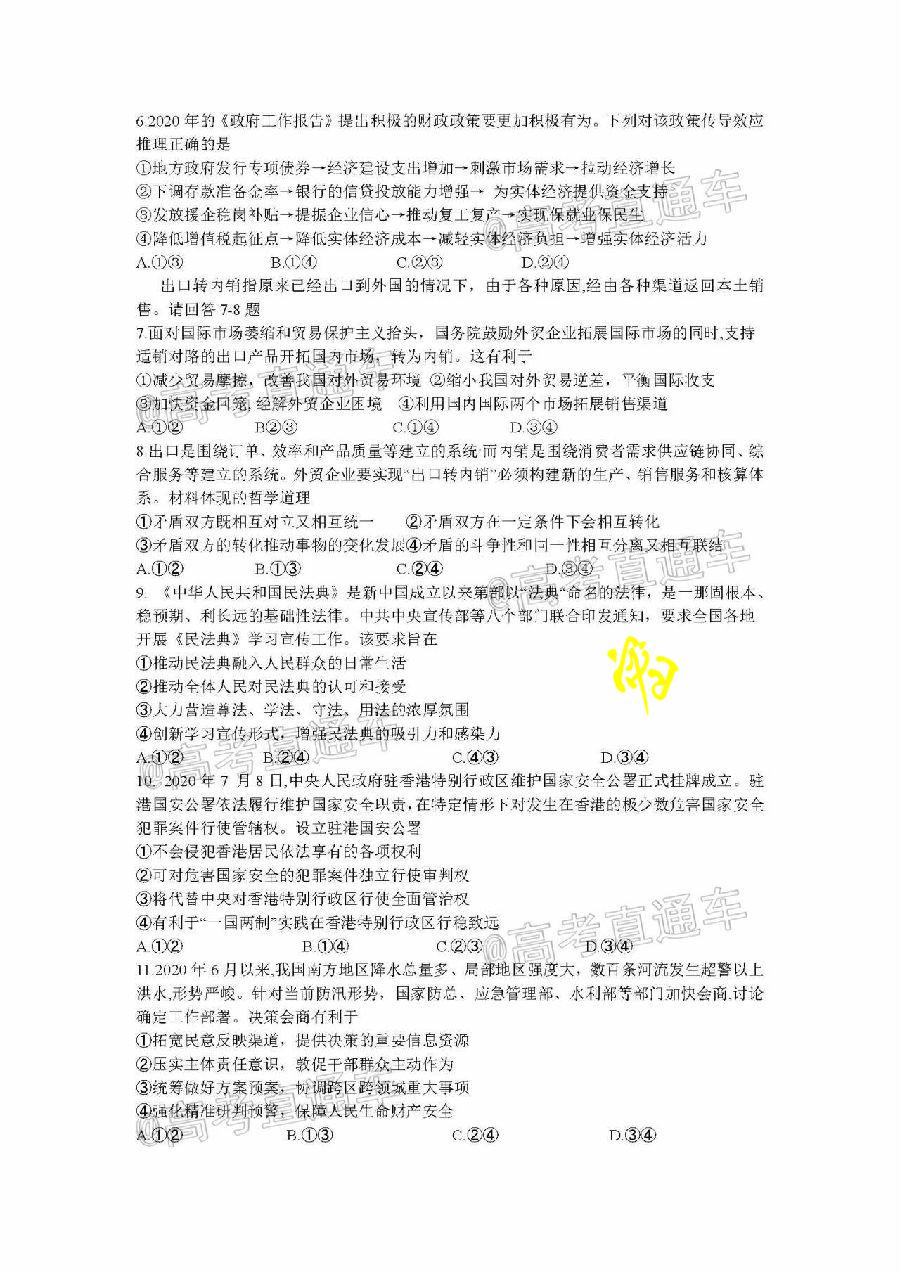 6.2020 年的《政府工作报告》提出积极的财政政策要更加积极有为。下列对该政策传导效应
推理正确的是
①地方政府发行专项债券→经济建设支出增加→刺激市场需求→拉动经济增长
②下调存款准备金率→银行的信贷投放能力增强→ 为实体经济提供资金支持
③发放援企稳岗补贴→提振企业信心→推动复工复产→实现保就业保民生
④降低增值税起征点→降低实体经济成本→减轻实体经济负担→增强实体经济活力
A.①③ B.①④ C.②③ D.②④
出口转内销指原来已经出口到外国的情况下，由于各种原因,经由各种渠道返回本土销
售。请回答 7-8 题
7.面对国际市场萎缩和贸易保护主义抬头，国务院鼓励外贸企业拓展国际市场的同时,支持
适销对路的出口产品开拓国内市场，转为内销。这有利于
①减少贸易摩擦，改善我国对外贸易环境 ②缩小我国对外贸易逆差，平衡国际收支
③加快资金回笼, 经解外贸企业困境 ④利用国内国际两个市场拓展销售渠道
A.①② B②③ C.①④ D.③④
8 出口是围绕订单、效率和产品质量等建立的系统·而内销是围绕消费者需求供应链协同、综
合服务等建立的系统。外贸企业要实现“出口转内销”必须构建新的生产、销售服务和核算体
系。材料体现的哲学道理
①矛盾双方既相互对立又相互统一 ②矛盾双方在一定条件下会相互转化
③矛盾双方的转化推动事物的变化发展④矛盾的斗争性和同一性相互分离又相互联结
A.①② B.①③ C.②④ D.③④
9. 《中华人民共和国民法典》是新中国成立以来第部以“法典“命名的法律，是一那固根本、
稳预期、利长远的基础性法律。中共中央宣传部等八个部门联合印发通知，要求全国各地
开展《民法典》学习宣传工作。该要求旨在
①推动民法典融入人民群众的日常生活
②推动全体人民对民法典的认可和接受
③大力营造尊法、学法、守法、用法的浓厚氛围
④创新学习宣传形式，增强民法典的吸引力和感染力
A.①② B.②④ C.④③ D.③④
10. 2020 年 7 月 8 日,中央人民政府驻香港特别行政区维护国家安全公署正式挂牌成立。驻
港国安公署依法履行维护国家安全职责,在特定情形下对发生在香港的极少数危害国家安全
犯罪案件行使管辖权。设立驻港国安公署
①不会侵犯香港居民依法享有的各项权利
②可对危害国家安全的犯罪案件独立行使审判权
③将代替中央对香港特别行政区行使全面管治权
④有利于“一国两制”实践在香港特别行政区行稳致远
A.①② B.①④ C.②③ D.③④
11.2020 年 6 月以来,我国南方地区降水总量多、局部地区强度大，数百条河流发生超警以上
洪水,形势严峻。针对当前防汛形势，国家防总、应急管理部、水利部等部门加快会商,讨论
确定工作部署。决策会商有利于
①拓宽民意反映渠道，提供决策的重要信息资源
②压实主体责任意识，敦促干部群众主动作为
③统筹做好方案预案，协调跨区跨领域重大事项
④强化精准研判预警，保障人民生命财产安全
A.①② B.①③ C.②④ D.③④
@高考直通车
@高考直通车
@高考直通车
@高考直通车
@高考直通车
@高考直通车
@高考直通车